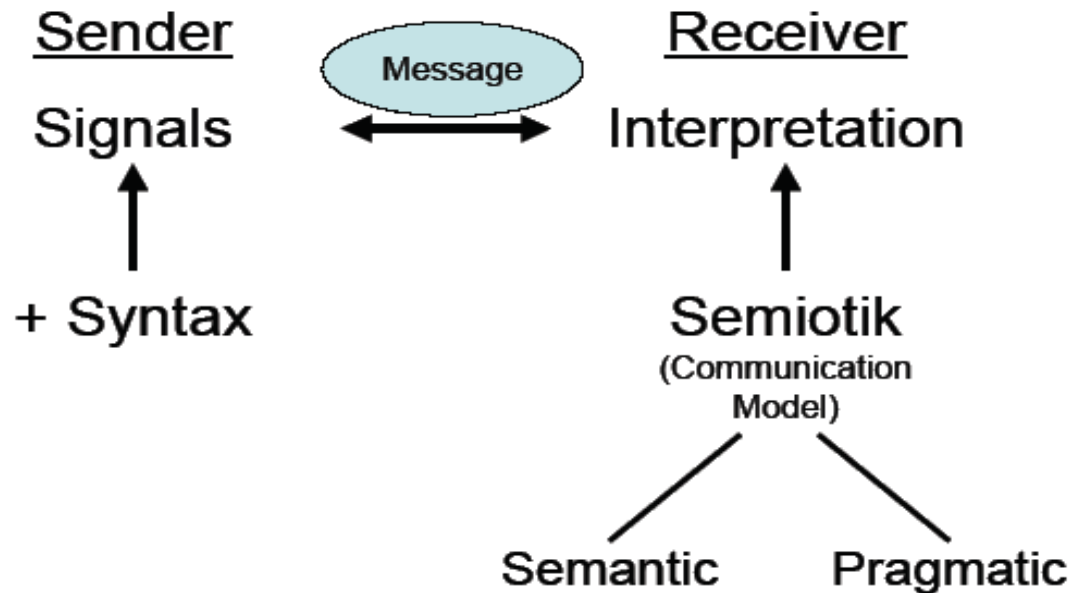 Sender
Message
Receiver
Signals
Interpretation
+ Syntax
Semiotik
(Communication
Model)
Semantic
Pragmatic